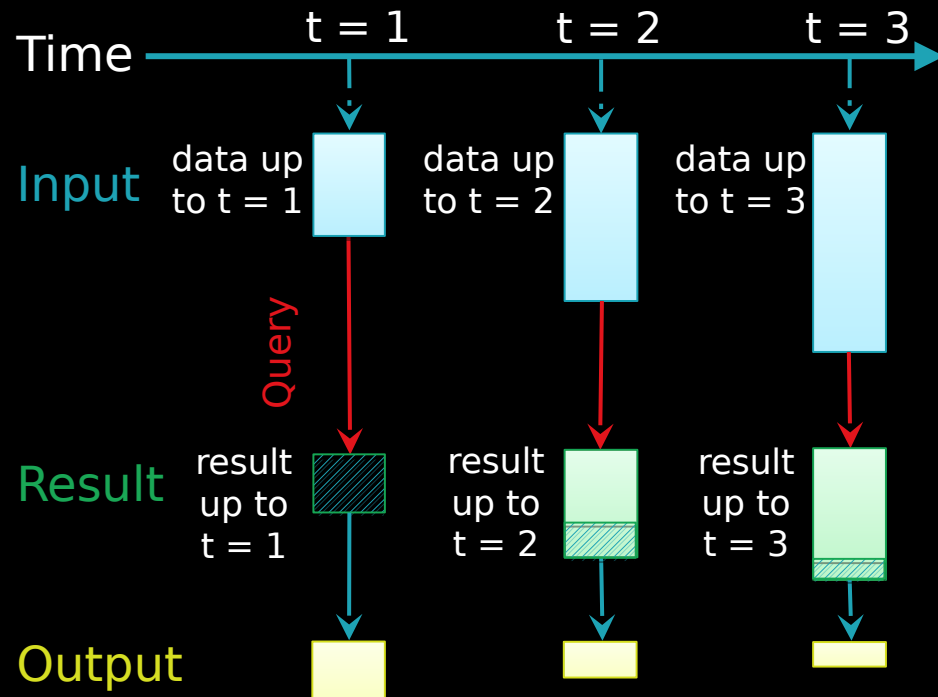 Time
t = 1
t = 2
t = 3
Input
data up
to t = 1
data up
to t = 2
data up
to t = 3
Query
Result
result
up to
t = 1
result
up to
t = 2
result
up to
t = 3
Output